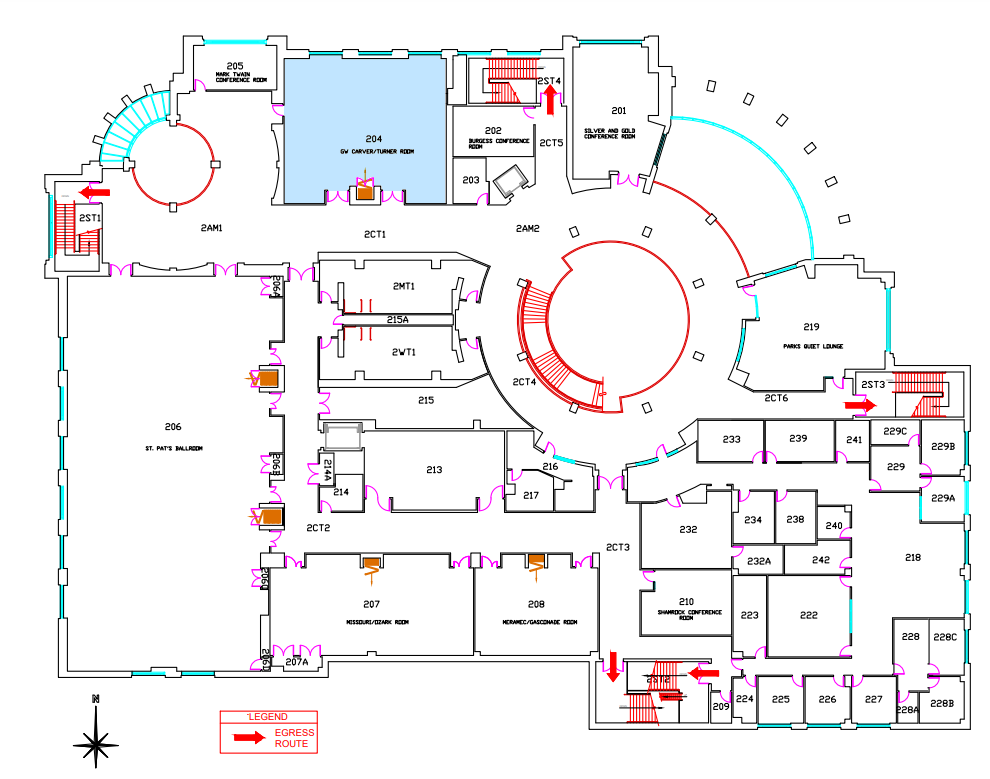 205
MARK TWAIN
CONFERENCE ROOM
204
GW CARVER/TURNER ROOM
2ST4
202
BURGESS CONFERENCE
ROOM
2CT5
201
SILVER AND GOLD
CONFERENCE ROOM
203
2ST1
2AM1
2CT1
2AM2
206A
2MT1
215A
2WT1
219
PARKS QUIET LOUNGE
2CT4
2ST3
2CT6
215
206
ST. PAT'S BALLROOM
206B
233
239
241
229C
229B
229
229A
213
214A
214
216
217
2CT2
2CT3
232
234
238
240
232A
242
218
206C
207
MISSOURI/OZARK ROOM
208
MERAMEC/GASCONADE ROOM
210
SHAMROCK CONFERENCE
ROOM
223
222
228
228C
206D
207A
2ST2
209
224
225
226
227
228A
228B
N
LEGEND
EGRESS
ROUTE